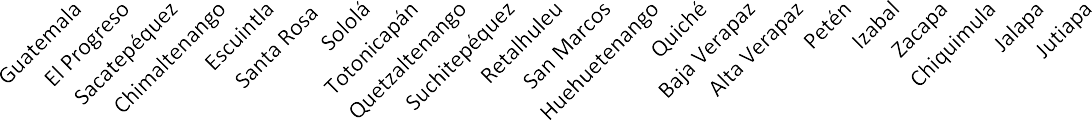 Guatemala
El Progreso
Sacatepéquez
Chimaltenango
Escuintla
Santa Rosa
Sololá
Totonicapán
Quetzaltenango
Suchitepéquez
Retalhuleu
San Marcos
Huehuetenango
Quiché
Baja Verapaz
Alta Verapaz
Petén
Izabal
Zacapa
Chiquimula
Jalapa
Jutiapa